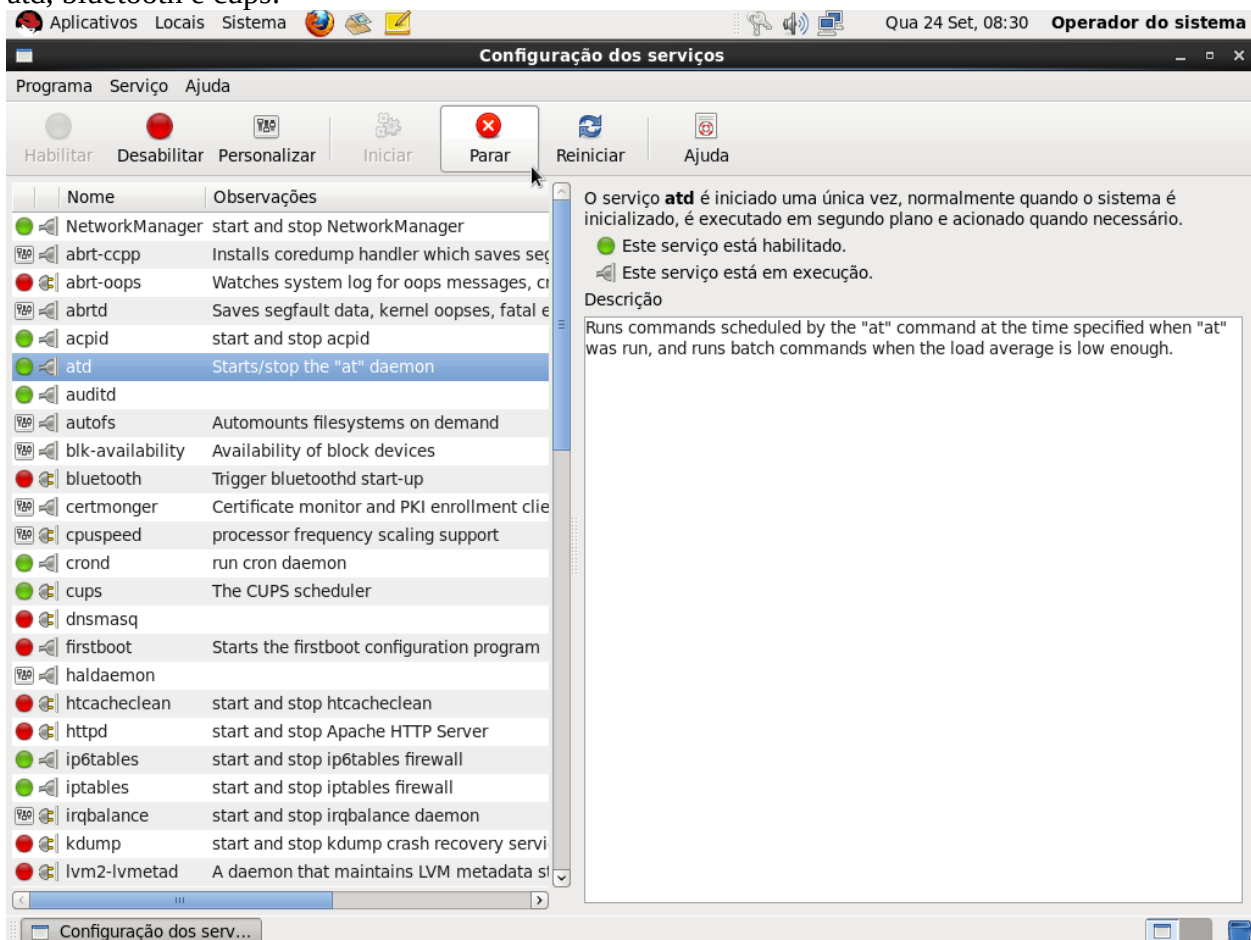 atd, bluetooth e cups.
Aplicativos Locais Sistema Qua 24 Set, 08:30 Operador do sistema
Configuração dos serviços
Programa Serviço Ajuda
Habilitar Desabilitar Personalizar Iniciar Parar Reiniciar Ajuda
Nome Observações
NetworkManager start and stop NetworkManager
abrt-ccpp Installs coredump handler which saves seg
abrt-oops Watches system log for oops messages, cr
abrtd Saves segfault data, kernel oopses, fatal e
acpid start and stop acpid
atd Starts/stop the "at" daemon
auditd
autofs Automounts filesystems on demand
blk-availability Availability of block devices
bluetooth Trigger bluetoothd start-up
certmonger Certificate monitor and PKI enrollment clie
cpuspeed processor frequency scaling support
crond run cron daemon
cups The CUPS scheduler
dnsmasq
firstboot Starts the firstboot configuration program
haldaemon
htcacheclean start and stop htcacheclean
httpd start and stop Apache HTTP Server
ip6tables start and stop ip6tables firewall
iptables start and stop iptables firewall
irqbalance start and stop irqbalance daemon
kdump start and stop kdump crash recovery servi
lvm2-lvmetad A daemon that maintains LVM metadata st
O serviço atd é iniciado uma única vez, normalmente quando o sistema é
inicializado, é executado em segundo plano e acionado quando necessário.
Este serviço está habilitado.
Este serviço está em execução.
Descrição
Runs commands scheduled by the "at" command at the time specified when "at"
was run, and runs batch commands when the load average is low enough.
Configuração dos serv...